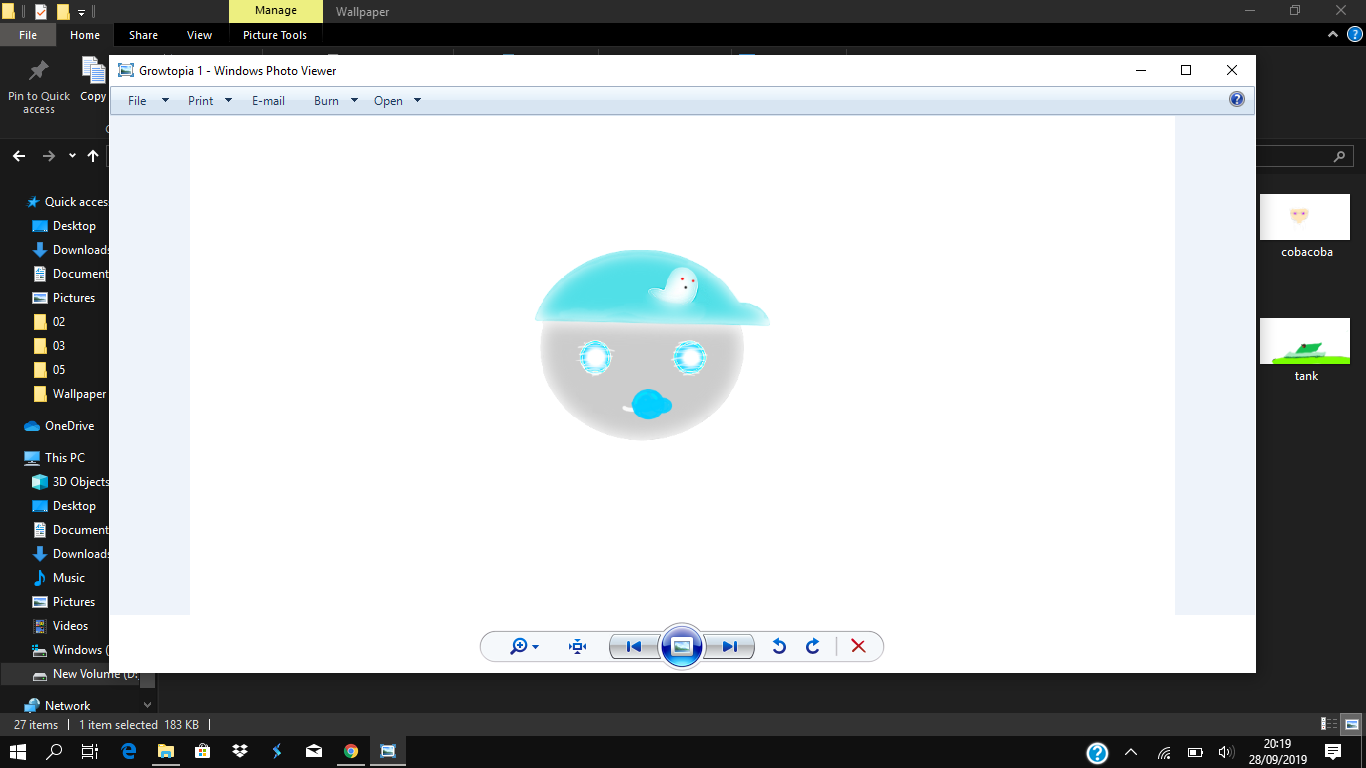 Manage
Wallpaper
File
Home
Share
View
Picture Tools
Pin to Quick access
Copy
Growtopia 1 - Windows Photo Viewer
File
Print
E-mail
Burn
Open
Quick acces
Desktop
Downloads
Document
Pictures
02
03
05
Wallpaper
OneDrive
This PC
3D Objects
Desktop
Document
Downloads
Music
Pictures
Videos
Windows (
New Volume (D:
Network
cobacoba
tank
27 items
1 item selected 183 KB
20:19
28/09/2019